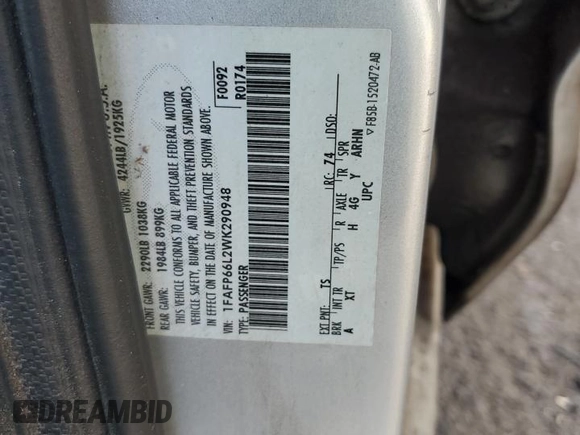 U.S.A.
GVWR: 4244LB/1925KG
FRONT GAWR: 2290LB 1038KG
REAR GAWR: 1984LB 899KG
THIS VEHICLE CONFORMS TO ALL APPLICABLE FEDERAL MOTOR
VEHICLE SAFETY, BUMPER, AND THEFT PREVENTION STANDARDS
IN EFFECT ON THE DATE OF MANUFACTURE SHOWN ABOVE.
VIN: 1FAFP66L2WK290948
TYPE: PASSENGER
F0092
R0174
EXT PNT: TS RC: 74 DSO:
BRK INT TR TP/PS R AXLE TR SPR
A XT H 4G Y ARHN
UPC
▽ F85B-1520472-AB
DREAMBID